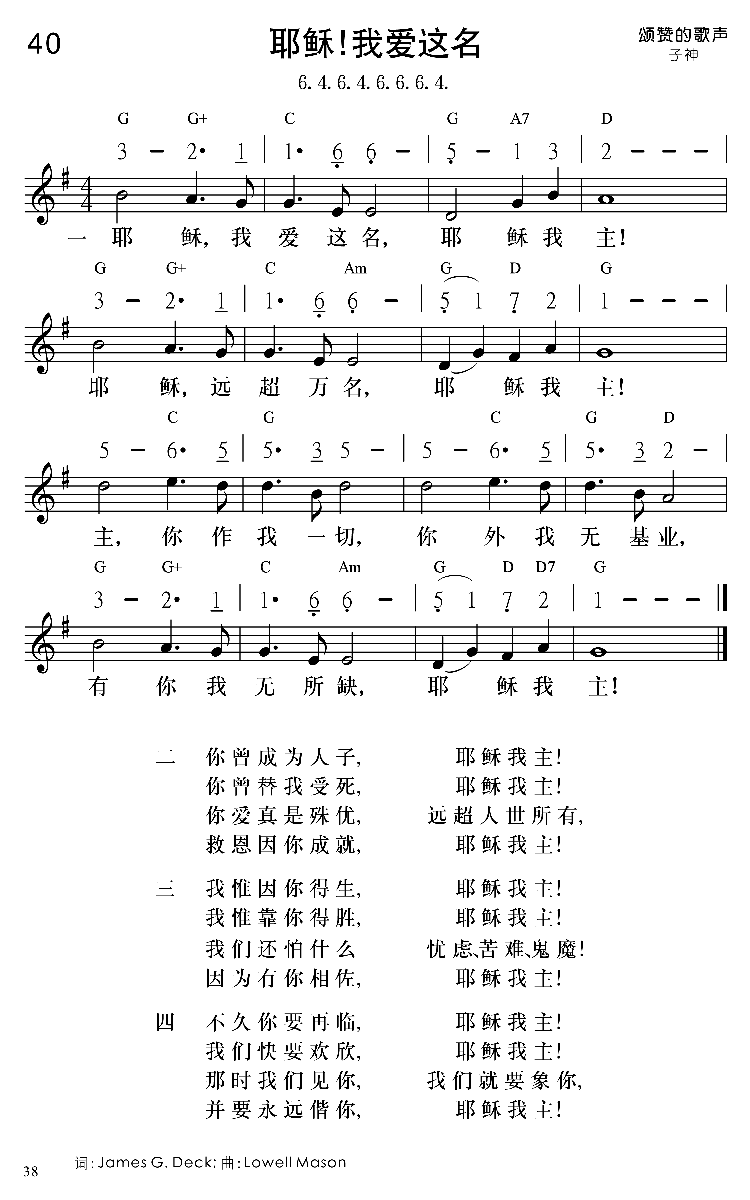 40
耶稣！我爱这名
颂赞的歌声
子神
6. 4. 6. 4. 6. 6. 6. 4.
G G+ C G A7 D
3 － 2· 1 | 1· 6 6 － | 5 － 1 3 | 2 － － － |
一 耶 稣，我 爱 这 名， 耶 稣 我 主！
G G+ C Am G D G
3 － 2· 1 | 1· 6 6 － | 5 1 7 2 | 1 － － － |
耶 稣，远 超 万 名， 耶 稣 我 主！
C G C G D
5 － 6· 5 | 5· 3 5 － | 5 － 6· 5 | 5· 3 2 － |
主， 你 作 我 一 切， 你 外 我 无 基 业，
G G+ C Am G D D7 G
3 － 2· 1 | 1· 6 6 － | 5 1 7 2 | 1 － － － ‖
有 你 我 无 所 缺， 耶 稣 我 主！
二 你曾成为人子， 耶稣我主！
你曾替我受死， 耶稣我主！
你爱真是殊优， 远超人世所有，
救恩因你成就， 耶稣我主！
三 我惟因你得生， 耶稣我主！
我惟靠你得胜， 耶稣我主！
我们还怕什么 忧虑、苦难、鬼魔！
因为有你相佐， 耶稣我主！
四 不久你要再临， 耶稣我主！
我们快要欢欣， 耶稣我主！
那时我们见你， 我们就要象你，
并要永远偕你， 耶稣我主！
词：James G. Deck；曲：Lowell Mason
38